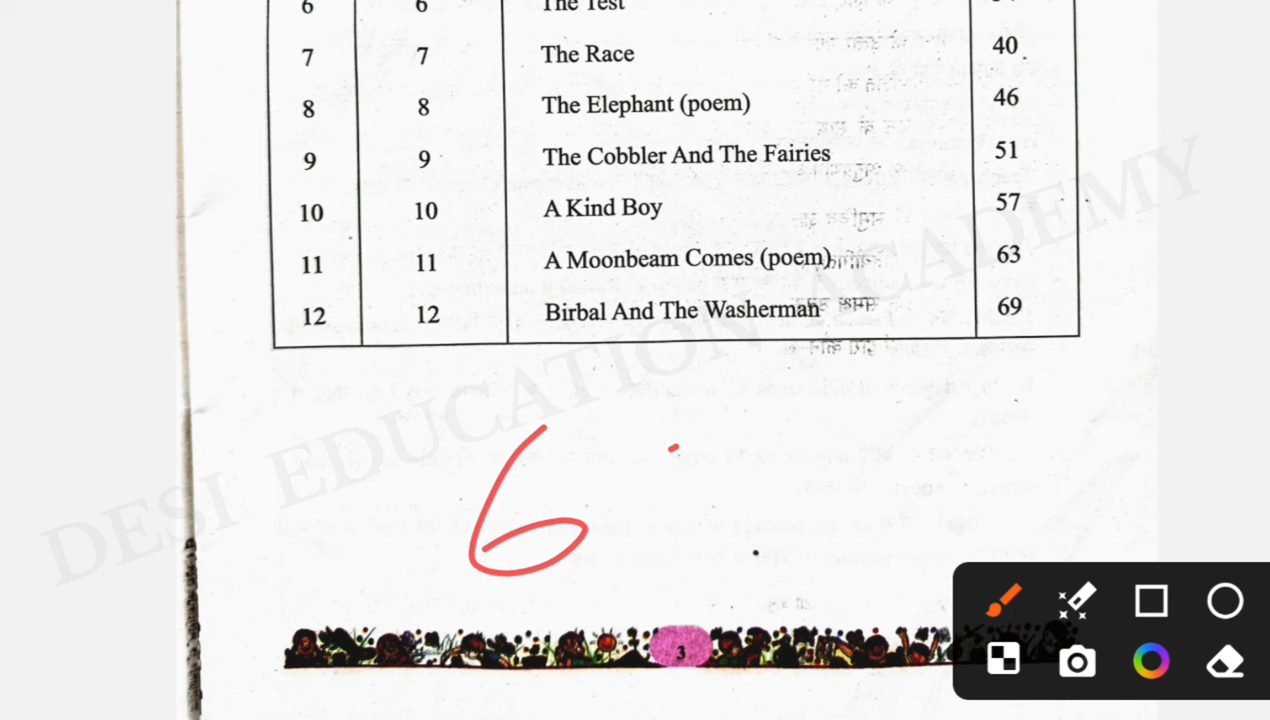 6 6 The Test
7 7 The Race 40
8 8 The Elephant (poem) 46
9 9 The Cobbler And The Fairies 51
10 10 A Kind Boy 57
11 11 A Moonbeam Comes (poem) 63
12 12 Birbal And The Washerman 69
DESI EDUCATION ACADEMY
6
3